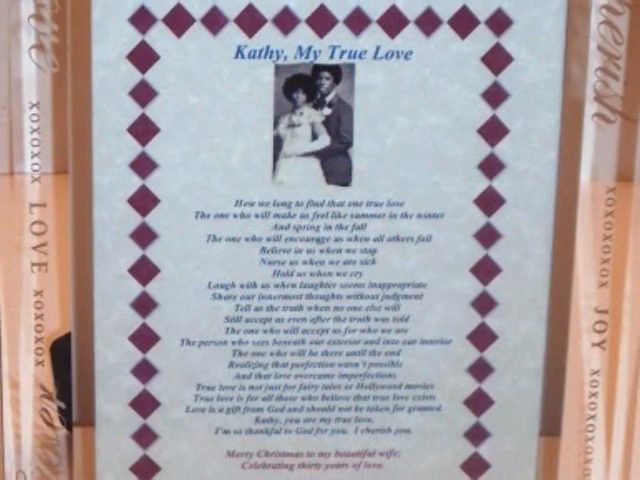 Kathy, My True Love
How we long to find that one true love
The one who will make us feel like summer in the winter
And spring in the fall
The one who will encourage us when all others fail
Believe in us when we stop
Nurse us when we are sick
Hold us when we cry
Laugh with us when laughter seems inappropriate
Share our innermost thoughts without judgment
Tell us the truth when no one else will
Still accept us even after the truth was told
The one who will accept us for who we are
The person who sees beneath our exterior and into our interior
The one who will be there until the end
Realizing that perfection wasn't possible
And that love overcame imperfections
True love is not just for fairy tales or Hollywood movies
True love is for all those who believe that true love exists
Love is a gift from God and should not be taken for granted
Kathy, you are my true love.
I'm so thankful to God for you. I cherish you.
Merry Christmas to my beautiful wife;
Celebrating thirty years of love.
xoxoxox LOVE xoxoxox
xoxoxox JOY xoxoxox